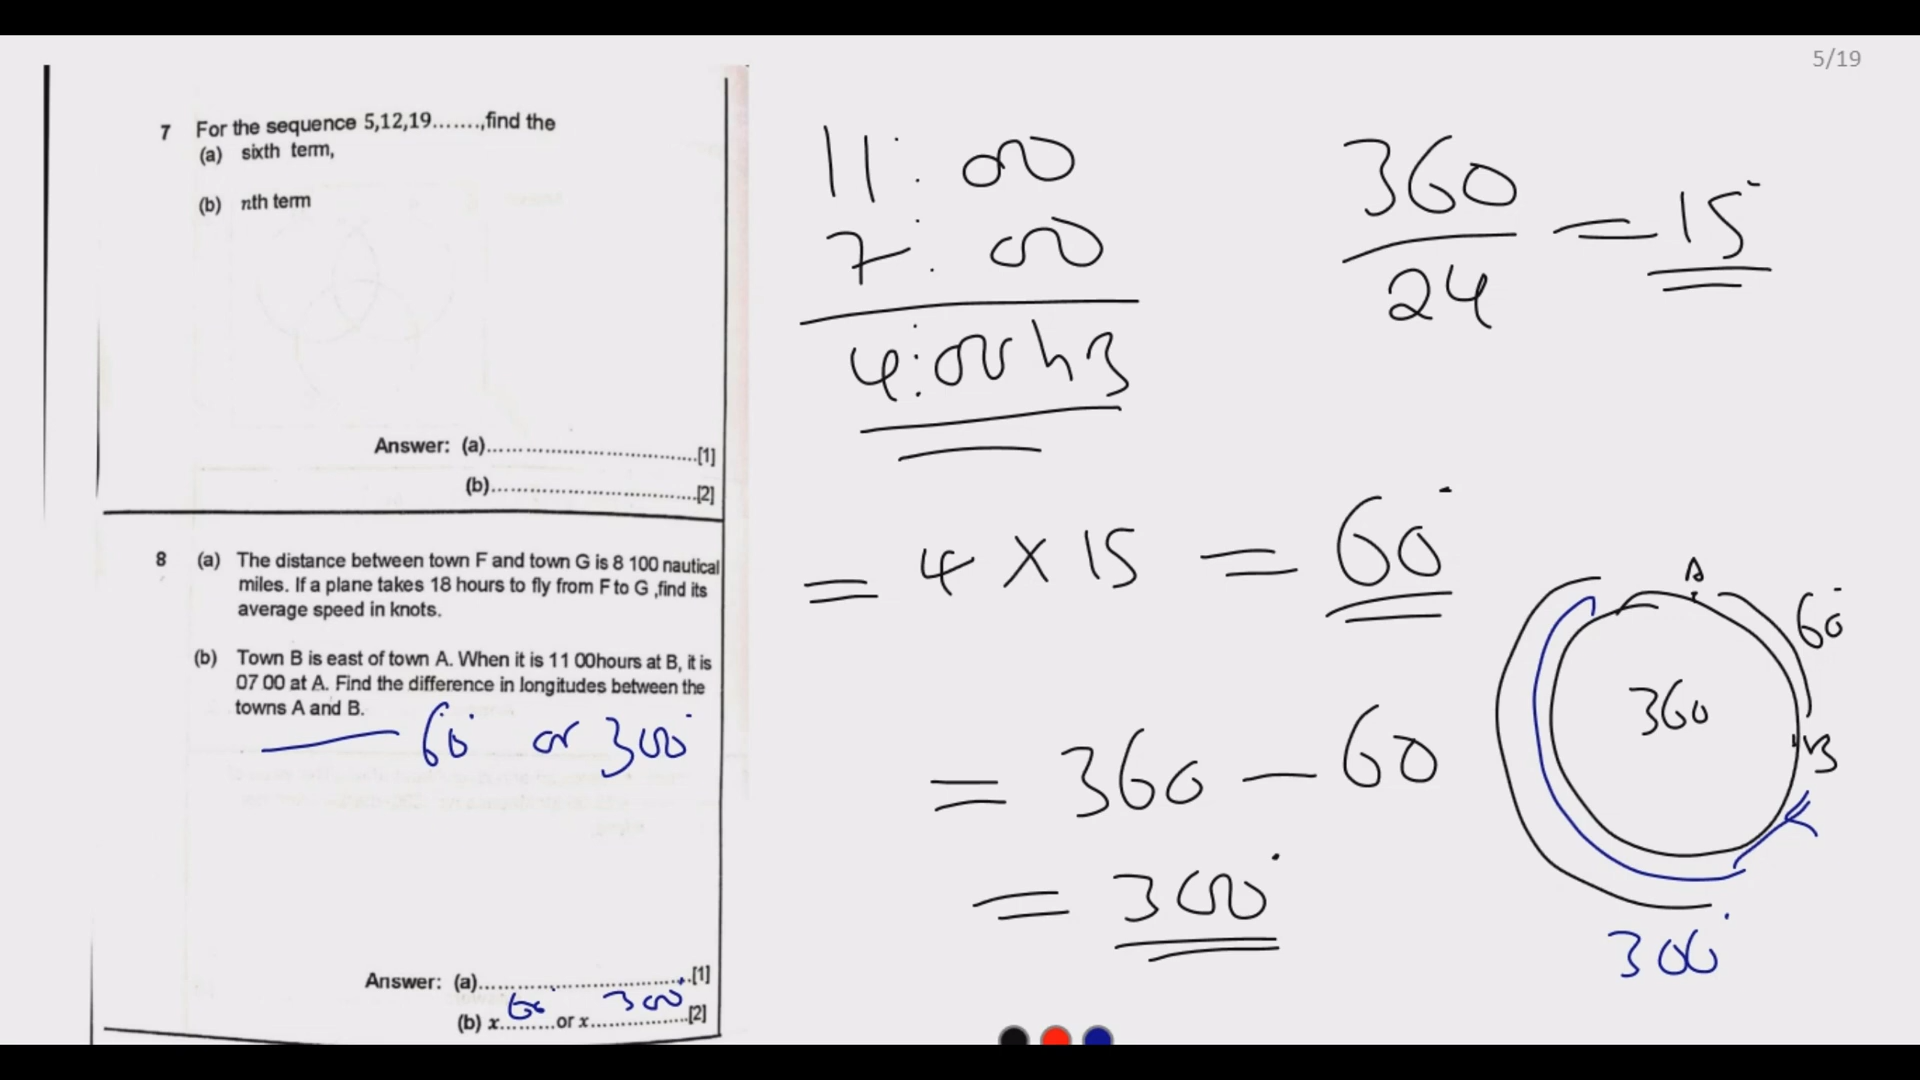 5/19
7 For the sequence 5,12,19.......,find the
(a) sixth term,
(b) nth term
Answer: (a)....................................[1]
(b)....................................[2]
8 (a) The distance between town F and town G is 8 100 nautical
miles. If a plane takes 18 hours to fly from F to G ,find its
average speed in knots.
(b) Town B is east of town A. When it is 11 00hours at B, it is
07 00 at A. Find the difference in longitudes between the
towns A and B.
60° or 300°
Answer: (a)....................................[1]
(b) x 60° or x 300° [2]
11:00
7:00
4:00hrs
360
24
= 15°
= 4 × 15 = 60°
= 360 - 60
= 300°
A
60°
360
B
300°